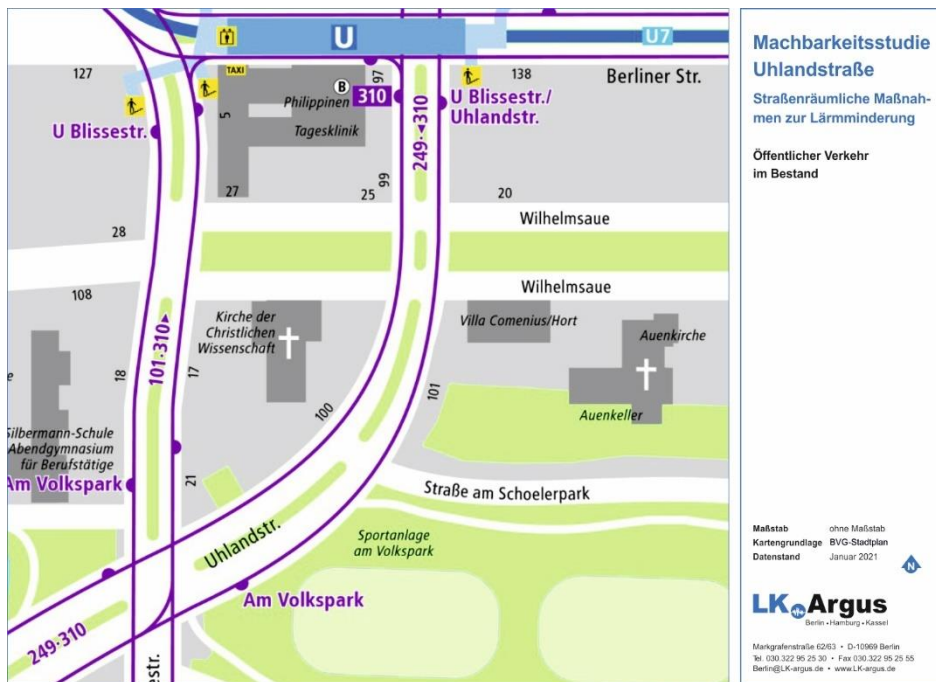 U
U7
127
TAXI
B
97
138
Berliner Str.
Philippinen
310
U Blissestr.
5
Tagesklinik
249·310
U Blissestr./
Uhlandstr.
99
27
25
20
Wilhelmsaue
28
Wilhelmsaue
108
Kirche der
Christlichen
Wissenschaft
Villa Comenius/Hort
Auenkirche
101·310
18
17
100
101
Auenkeller
Silbermann-Schule
Abendgymnasium
für Berufstätige
Am Volkspark
21
Straße am Schoelerpark
Uhlandstr.
Sportanlage
am Volkspark
Am Volkspark
249·310
estr.
Machbarkeitsstudie
Uhlandstraße
Straßenräumliche Maßnah-
men zur Lärmminderung
Öffentlicher Verkehr
im Bestand
Maßstab ohne Maßstab
Kartengrundlage BVG-Stadtplan
Datenstand Januar 2021
N
LK Argus
Berlin • Hamburg • Kassel
Markgrafenstraße 62/63 • D-10969 Berlin
Tel. 030.322 95 25 30 • Fax 030.322 95 25 55
Berlin@LK-argus.de • www.LK-argus.de